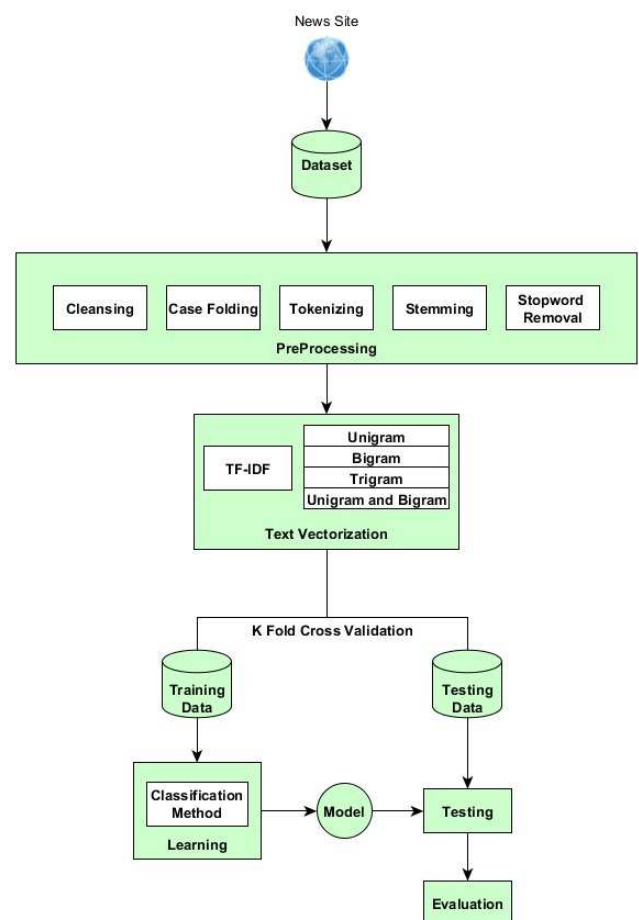 News Site
Dataset
Cleansing
Case Folding
Tokenizing
Stemming
Stopword
Removal
PreProcessing
TF-IDF
Unigram
Bigram
Trigram
Unigram and Bigram
Text Vectorization
K Fold Cross Validation
Training
Data
Testing
Data
Classification
Method
Learning
Model
Testing
Evaluation